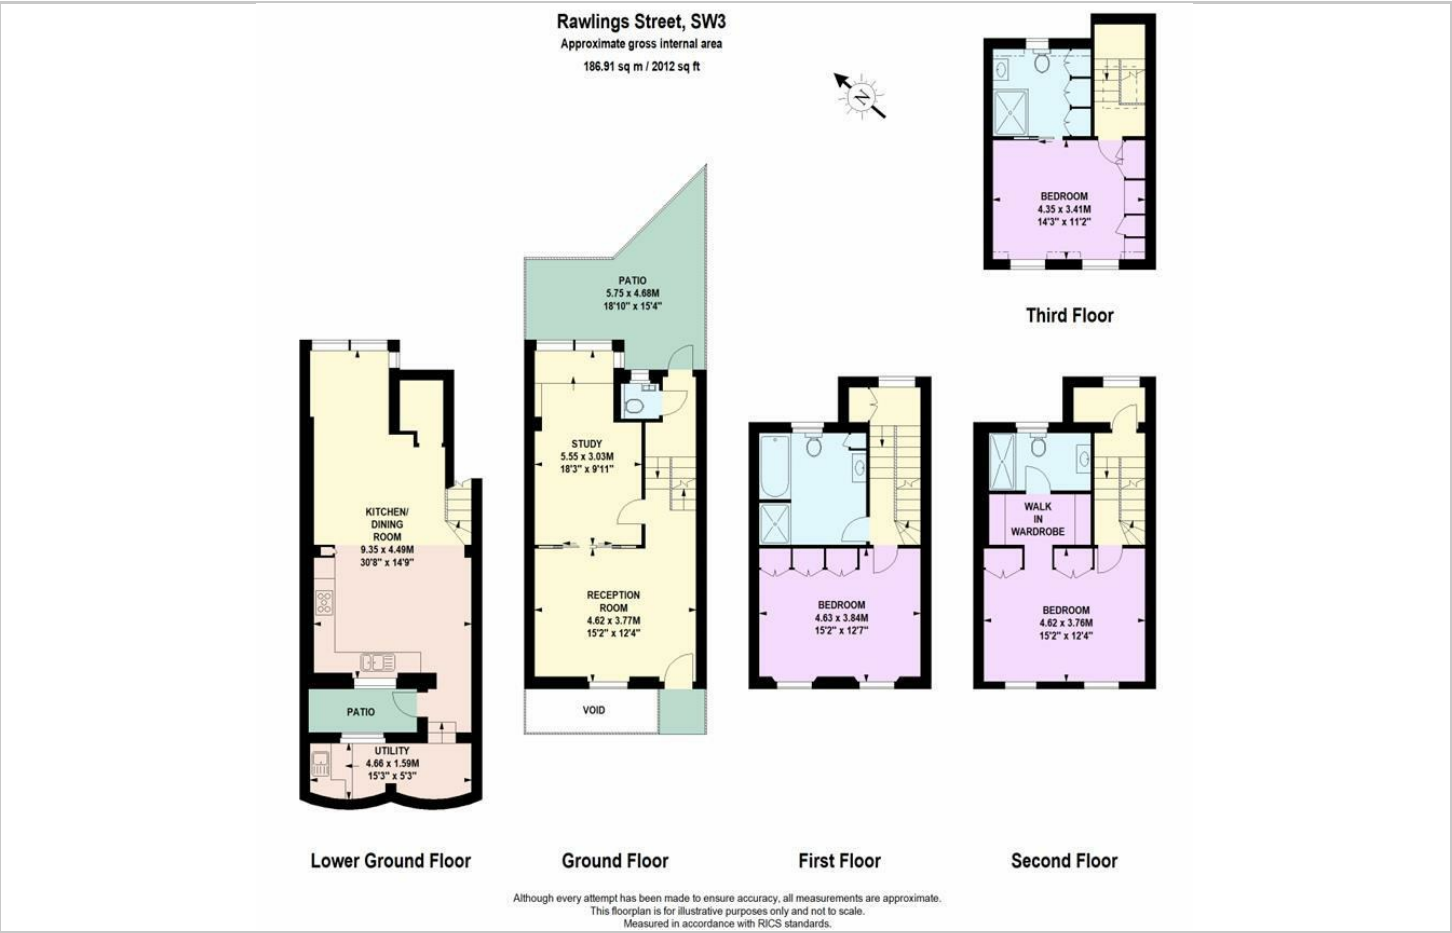 Rawlings Street, SW3
Approximate gross internal area
186.91 sq m / 2012 sq ft
N
BEDROOM
4.35 x 3.41M
14'3" x 11'2"
Third Floor
PATIO
5.75 x 4.68M
18'10" x 15'4"
STUDY
5.55 x 3.03M
18'3" x 9'11"
RECEPTION
ROOM
4.62 x 3.77M
15'2" x 12'4"
VOID
Ground Floor
KITCHEN/
DINING
ROOM
9.35 x 4.49M
30'8" x 14'9"
PATIO
UTILITY
4.66 x 1.59M
15'3" x 5'3"
Lower Ground Floor
BEDROOM
4.63 x 3.84M
15'2" x 12'7"
First Floor
WALK
IN
WARDROBE
BEDROOM
4.62 x 3.76M
15'2" x 12'4"
Second Floor
Although every attempt has been made to ensure accuracy, all measurements are approximate.
This floorplan is for illustrative purposes only and not to scale.
Measured in accordance with RICS standards.